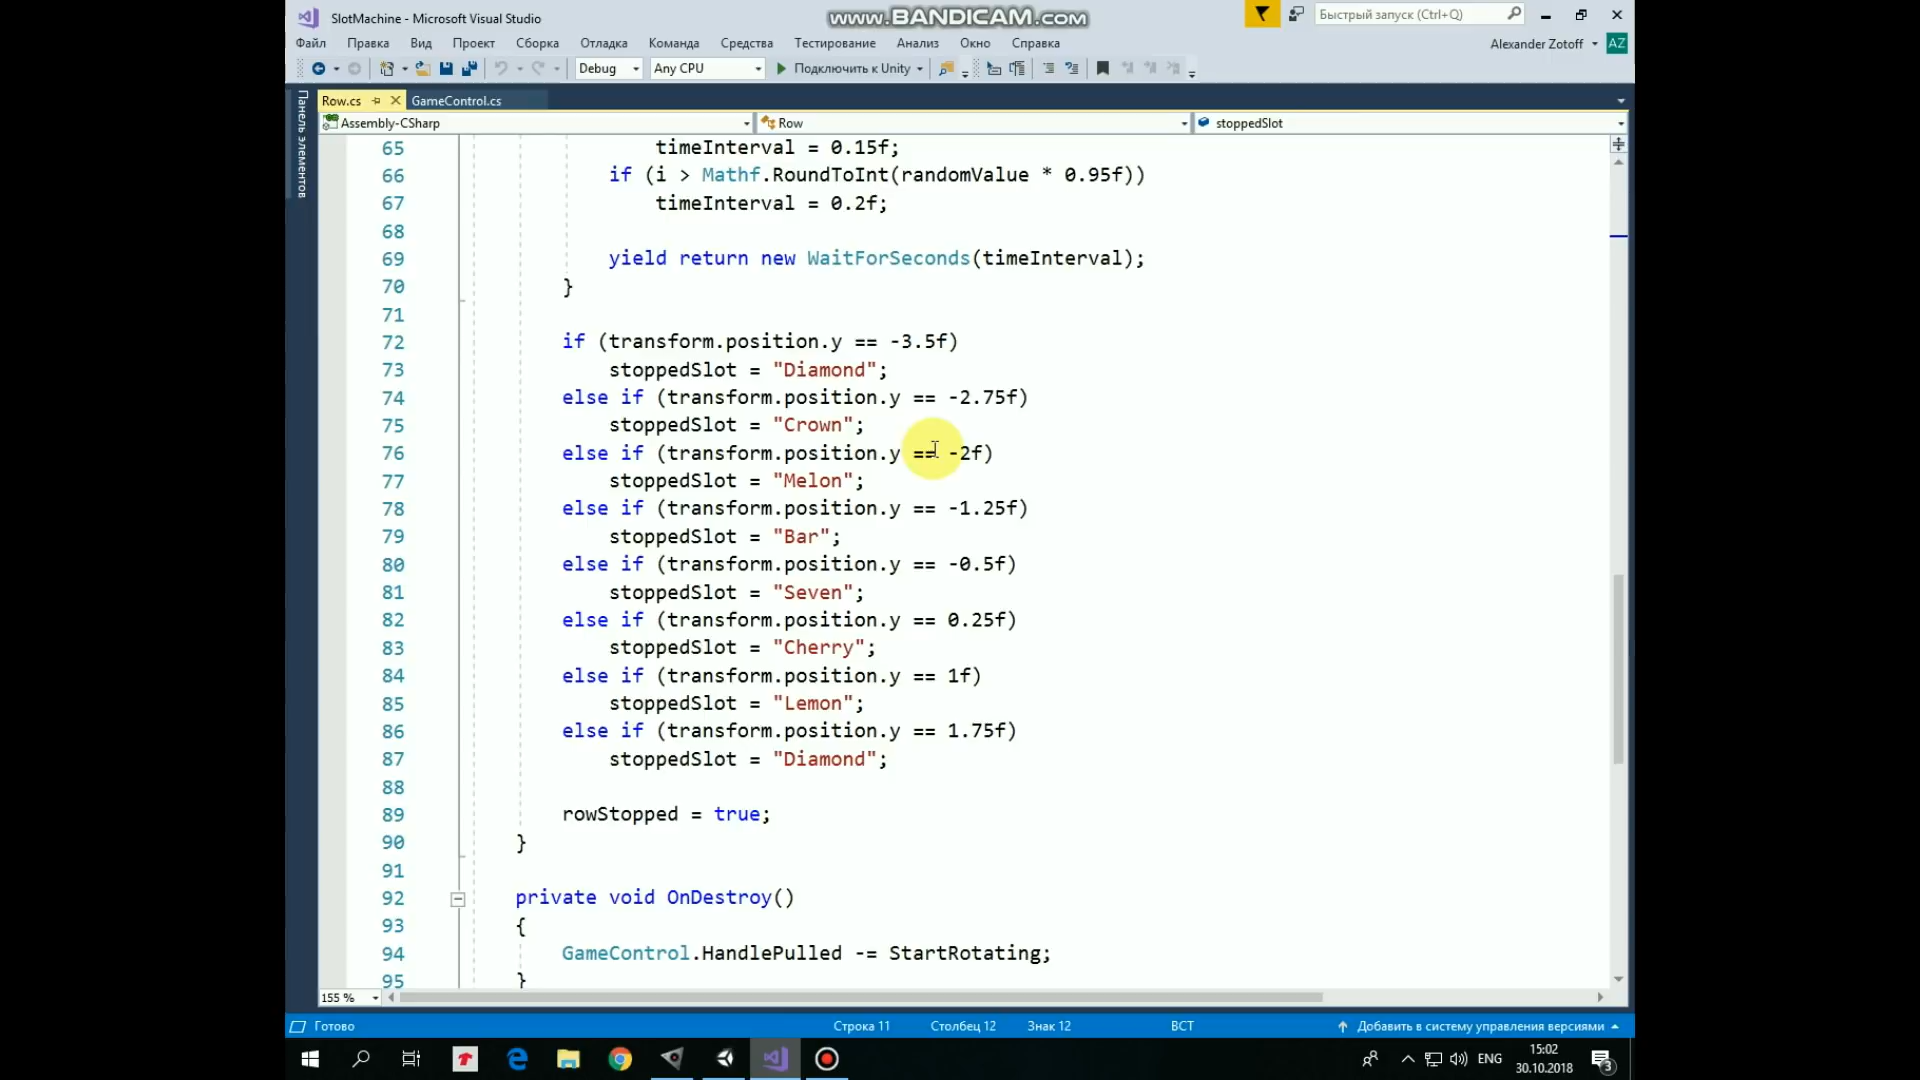 SlotMachine - Microsoft Visual Studio
www.BANDICAM.com
Быстрый запуск (Ctrl+Q)
Файл Правка Вид Проект Сборка Отладка Команда Средства Тестирование Анализ Окно Справка
Alexander Zotoff AZ
Debug Any CPU Подключить к Unity
Панель элементов
Row.cs GameControl.cs
Assembly-CSharp Row stoppedSlot
65 timeInterval = 0.15f;
66 if (i > Mathf.RoundToInt(randomValue * 0.95f))
67 timeInterval = 0.2f;
68
69 yield return new WaitForSeconds(timeInterval);
70 }
71
72 if (transform.position.y == -3.5f)
73 stoppedSlot = "Diamond";
74 else if (transform.position.y == -2.75f)
75 stoppedSlot = "Crown";
76 else if (transform.position.y == -2f)
77 stoppedSlot = "Melon";
78 else if (transform.position.y == -1.25f)
79 stoppedSlot = "Bar";
80 else if (transform.position.y == -0.5f)
81 stoppedSlot = "Seven";
82 else if (transform.position.y == 0.25f)
83 stoppedSlot = "Cherry";
84 else if (transform.position.y == 1f)
85 stoppedSlot = "Lemon";
86 else if (transform.position.y == 1.75f)
87 stoppedSlot = "Diamond";
88
89 rowStopped = true;
90 }
91
92 private void OnDestroy()
93 {
94 GameControl.HandlePulled -= StartRotating;
95 }
155 %
Готово Строка 11 Столбец 12 Знак 12 ВСТ Добавить в систему управления версиями
ENG
15:02
30.10.2018
3